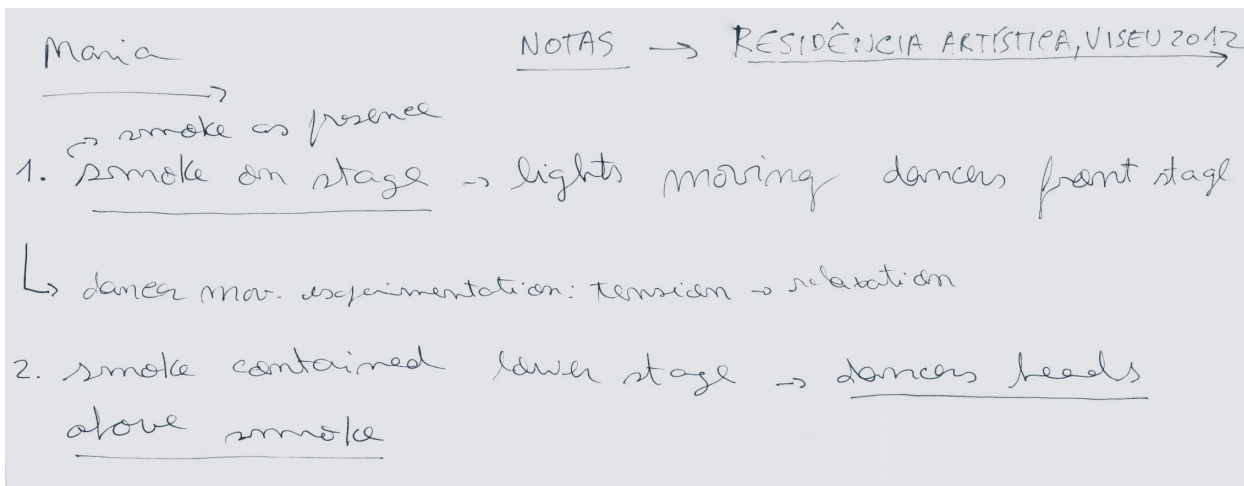 Maria NOTAS → RESIDÊNCIA ARTÍSTICA, VISEU 2012
↪ smoke as presence
1. smoke on stage → lights moving dancers front stage
↳ dancer mov. experimentation: tension → relaxation
2. smoke contained lower stage → dancers heads
above smoke